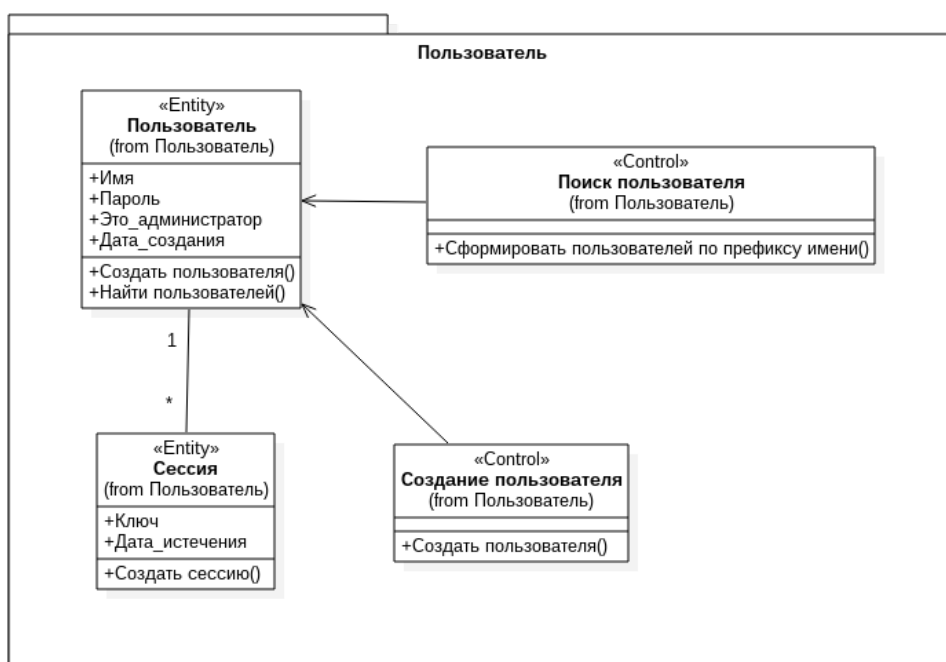 Пользователь
«Entity»
Пользователь
(from Пользователь)
+Имя
+Пароль
+Это_администратор
+Дата_создания
+Создать пользователя()
+Найти пользователей()
«Control»
Поиск пользователя
(from Пользователь)
+Сформировать пользователей по префиксу имени()
1
*
«Entity»
Сессия
(from Пользователь)
+Ключ
+Дата_истечения
+Создать сессию()
«Control»
Создание пользователя
(from Пользователь)
+Создать пользователя()